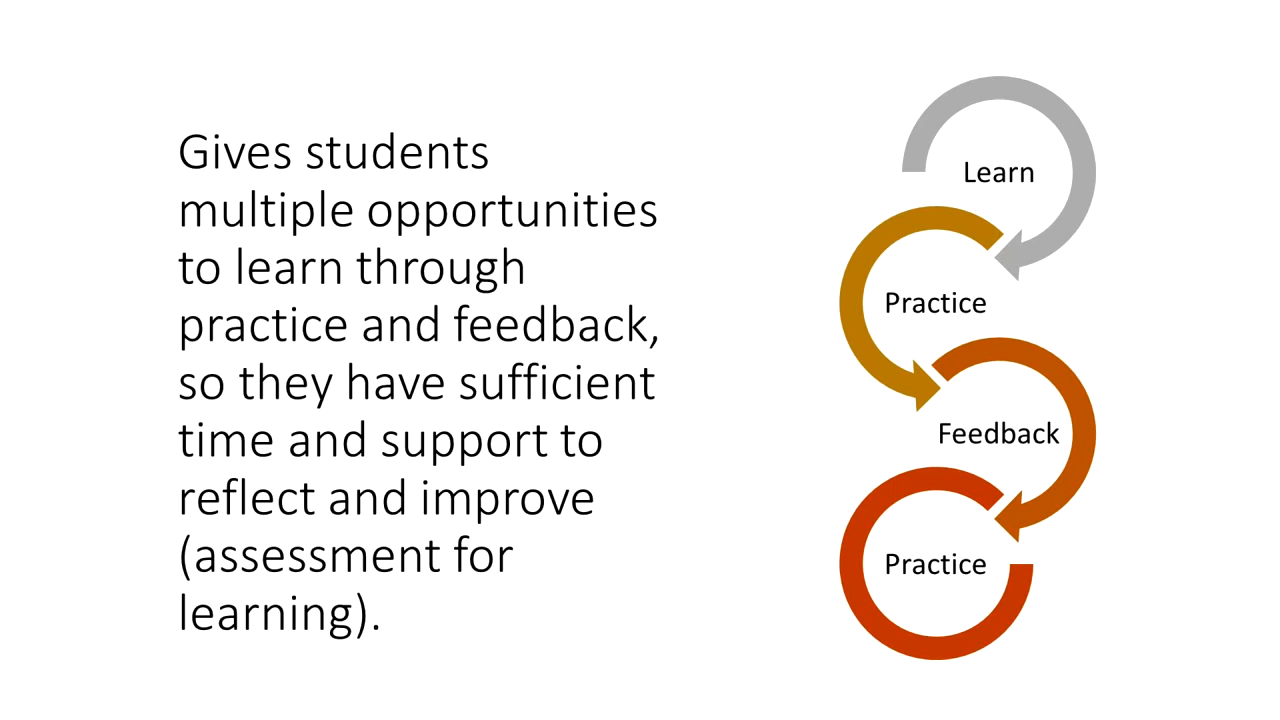 Gives students
multiple opportunities
to learn through
practice and feedback,
so they have sufficient
time and support to
reflect and improve
(assessment for
learning).
Learn
Practice
Feedback
Practice